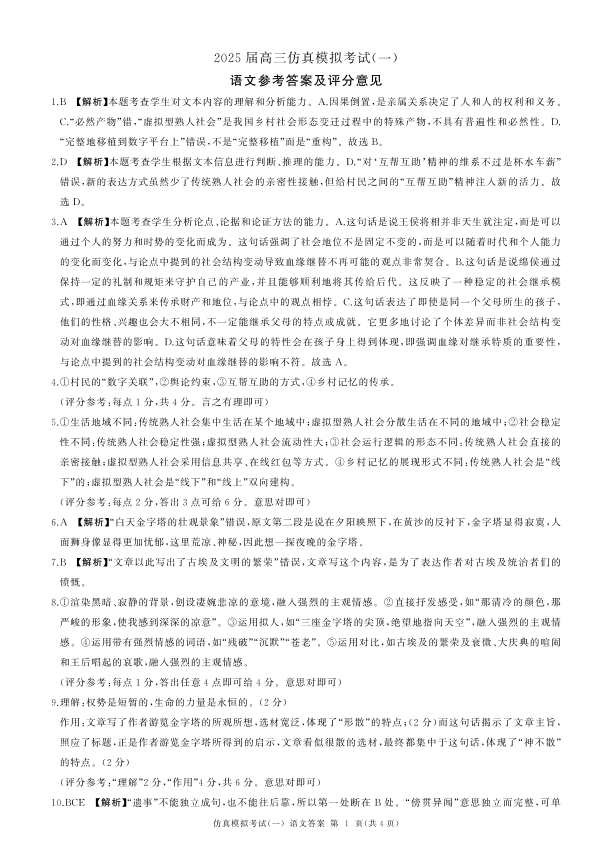 2025 届高三仿真模拟考试(一)
语文参考答案及评分意见
1.B 【解析】本题考查学生对文本内容的理解和分析能力。A.因果倒置,是亲属关系决定了人和人的权利和义务。
C.“必然产物”错,“虚拟型熟人社会”是我国乡村社会形态变迁过程中的特殊产物,不具有普遍性和必然性。D.
“完整地移植到数字平台上”错误,不是“完整移植”而是“重构”。故选 B。
2.D 【解析】本题考查学生根据文本信息进行判断、推理的能力。D.“对‘互帮互助’精神的维系不过是杯水车薪”
错误,新的表达方式虽然少了传统熟人社会的亲密性接触,但给村民之间的“互帮互助”精神注入新的活力。故
选 D。
3.A 【解析】本题考查学生分析论点、论据和论证方法的能力。A.这句话是说王侯将相并非天生就注定,而是可以
通过个人的努力和时势的变化而成为。这句话强调了社会地位不是固定不变的,而是可以随着时代和个人能力
的变化而变化,与论点中提到的社会结构变动导致血缘继替不再可能的观点非常契合。B.这句话是说绵侯通过
保持一定的礼制和规矩来守护自己的产业,并且能够顺利地将其传给后代。这反映了一种稳定的社会继承模
式,即通过血缘关系来传承财产和地位,与论点中的观点相悖。C.这句话表达了即使是同一个父母所生的孩子,
他们的性格、兴趣也会大不相同,不一定能继承父母的特点或成就。它更多地讨论了个体差异而非社会结构变
动对血缘继替的影响。D.这句话意味着父母的特性会在孩子身上得到体现,即强调血缘对继承特质的重要性,
与论点中提到的社会结构变动对血缘继替的影响不符。故选 A。
4.①村民的“数字关联”,②舆论约束,③互帮互助的方式,④乡村记忆的传承。
(评分参考:每点 1 分,共 4 分。言之有理即可)
5.①生活地域不同:传统熟人社会集中生活在某个地域中;虚拟型熟人社会分散生活在不同的地域中;②社会稳定
性不同:传统熟人社会稳定性强;虚拟型熟人社会流动性大;③社会运行逻辑的形态不同:传统熟人社会直接的
亲密接触;虚拟型熟人社会采用信息共享、在线红包等方式。④乡村记忆的展现形式不同:传统熟人社会是“线
下”的;虚拟型熟人社会是“线下”和“线上”双向建构。
(评分参考:每点 2 分,答出 3 点可给 6 分。意思对即可)
6.A 【解析】“白天金字塔的壮观景象”错误,原文第二段是说在夕阳映照下,在黄沙的反衬下,金字塔显得寂寞,人
面狮身像显得更加忧郁,这里荒凉、神秘,因此想一探夜晚的金字塔。
7.B 【解析】“文章以此写出了古埃及文明的繁荣”错误,文章写这个内容,是为了表达作者对古埃及统治者们的
愤慨。
8.①渲染黑暗、寂静的背景,创设凄婉悲凉的意境,融入强烈的主观情感。②直接抒发感受,如“那清冷的颜色,那
严峻的形象,使我感到深深的凉意”。③运用拟人,如“三座金字塔的尖顶,绝望地指向天空”,融入强烈的主观情
感。④运用带有强烈情感的词语,如“残破”“沉默”“苍老”。⑤运用对比,如古埃及的繁荣及衰微、大庆典的喧闹
和王后唱起的哀歌,融入强烈的主观情感。
(评分参考:每点 1 分,答出任意 4 点即可给 4 分。意思对即可)
9.理解:权势是短暂的,生命的力量是永恒的。(2 分)
作用:文章写了作者游览金字塔的所观所想,选材宽泛,体现了“形散”的特点;(2 分)而这句话揭示了文章主旨,
照应了标题,正是作者游览金字塔所得到的启示,文章看似很散的选材,最终都集中于这句话,体现了“神不散”
的特点。(2 分)
(评分参考:“理解”2 分,“作用”4 分,共 6 分。意思对即可)
10.BCE 【解析】“遗事”不能独立成句,也不能往后靠,所以第一处断在 B 处。“傍贯异闻”意思独立而完整,可单
仿真模拟考试(一) 语文答案 第 1 页(共 4 页)